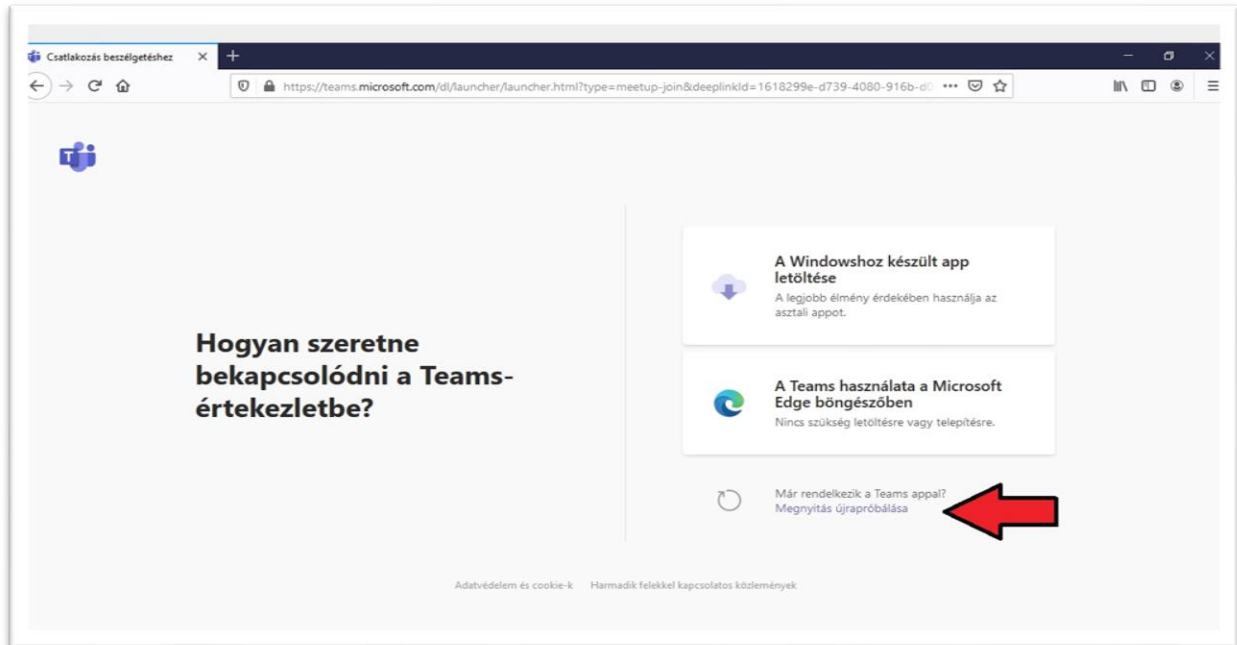 Csatlakozás beszélgetéshez
https://teams.microsoft.com/dl/launcher/launcher.html?type=meetup-join&deeplinkId=1618299e-d739-4080-916b-d0
T
A Windowshoz készült app
letöltése
A legjobb élmény érdekében használja az
asztali appot.
Hogyan szeretne
bekapcsolódni a Teams-
értekezletbe?
A Teams használata a Microsoft
Edge böngészőben
Nincs szükség letöltésre vagy telepítésre.
Már rendelkezik a Teams appal?
Megnyitás újrapróbálása
Adatvédelem és cookie-k Harmadik felekkel kapcsolatos közlemények